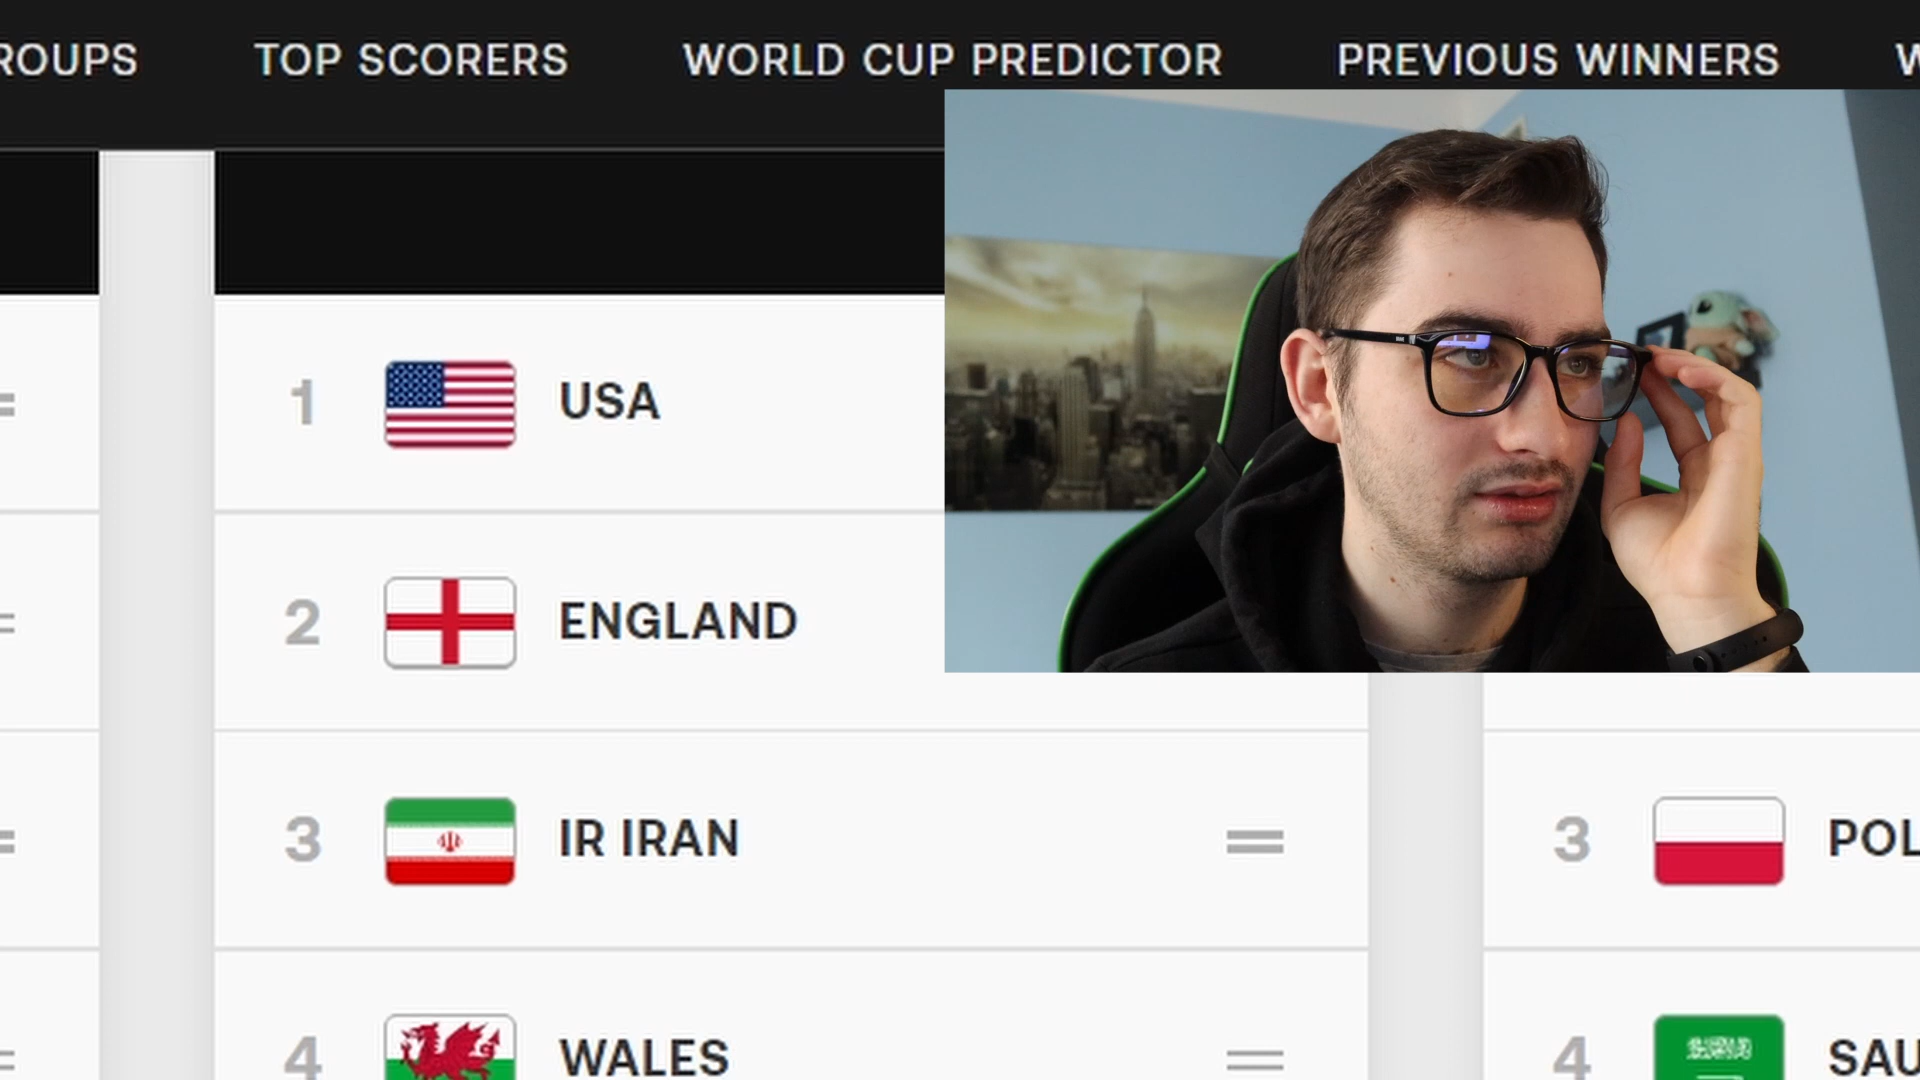 ROUPS TOP SCORERS WORLD CUP PREDICTOR PREVIOUS WINNERS W
1 USA
2 ENGLAND
3 IR IRAN =
3 POL
4 WALES =
4 SAU